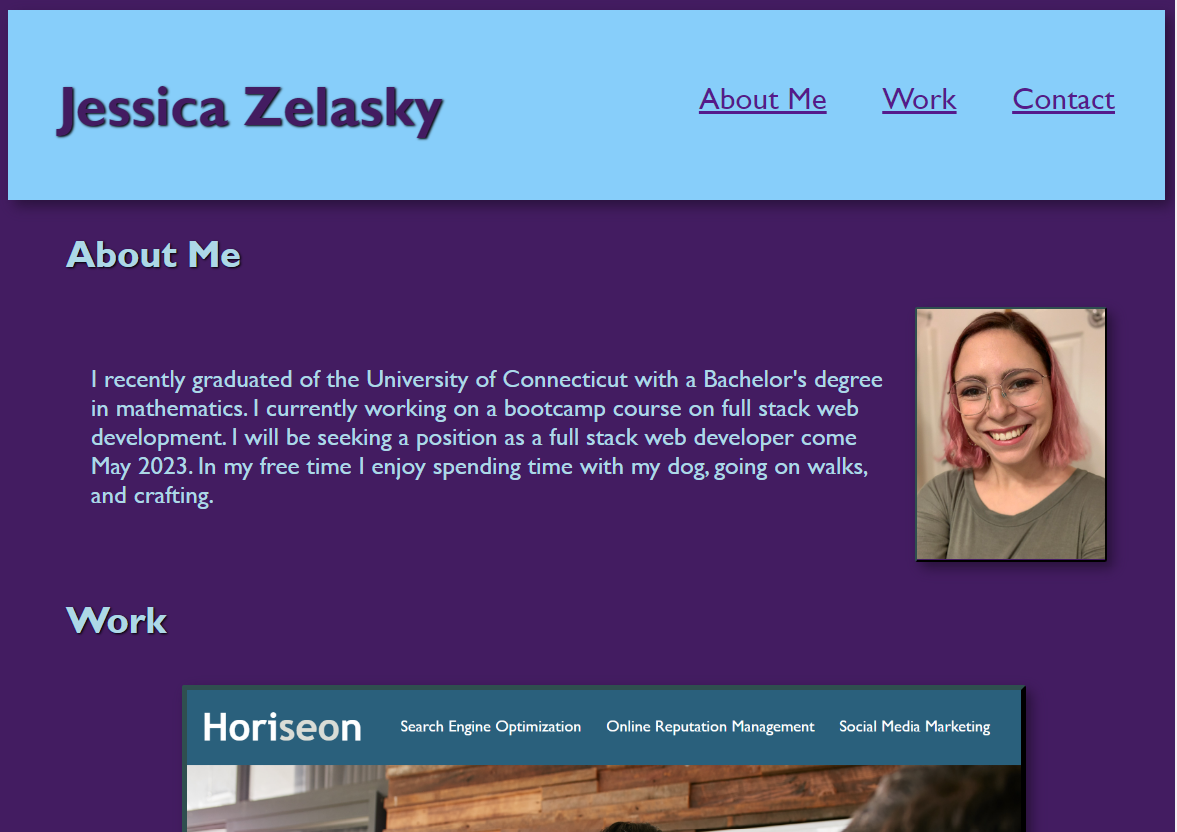 Jessica Zelasky
About Me Work Contact
About Me
I recently graduated of the University of Connecticut with a Bachelor's degree
in mathematics. I currently working on a bootcamp course on full stack web
development. I will be seeking a position as a full stack web developer come
May 2023. In my free time I enjoy spending time with my dog, going on walks,
and crafting.
Work
Horiseon Search Engine Optimization Online Reputation Management Social Media Marketing